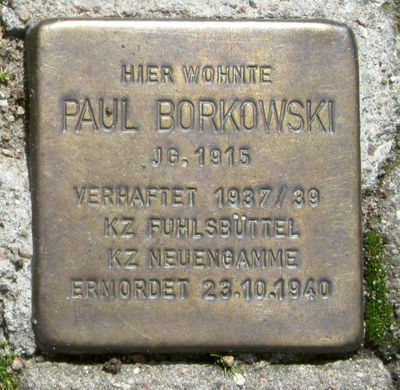 HIER WOHNTE
PAUL BORKOWSKI
JG. 1915
VERHAFTET 1937/39
KZ FUHLSBÜTTEL
KZ NEUENGAMME
ERMORDET 23.10.1940